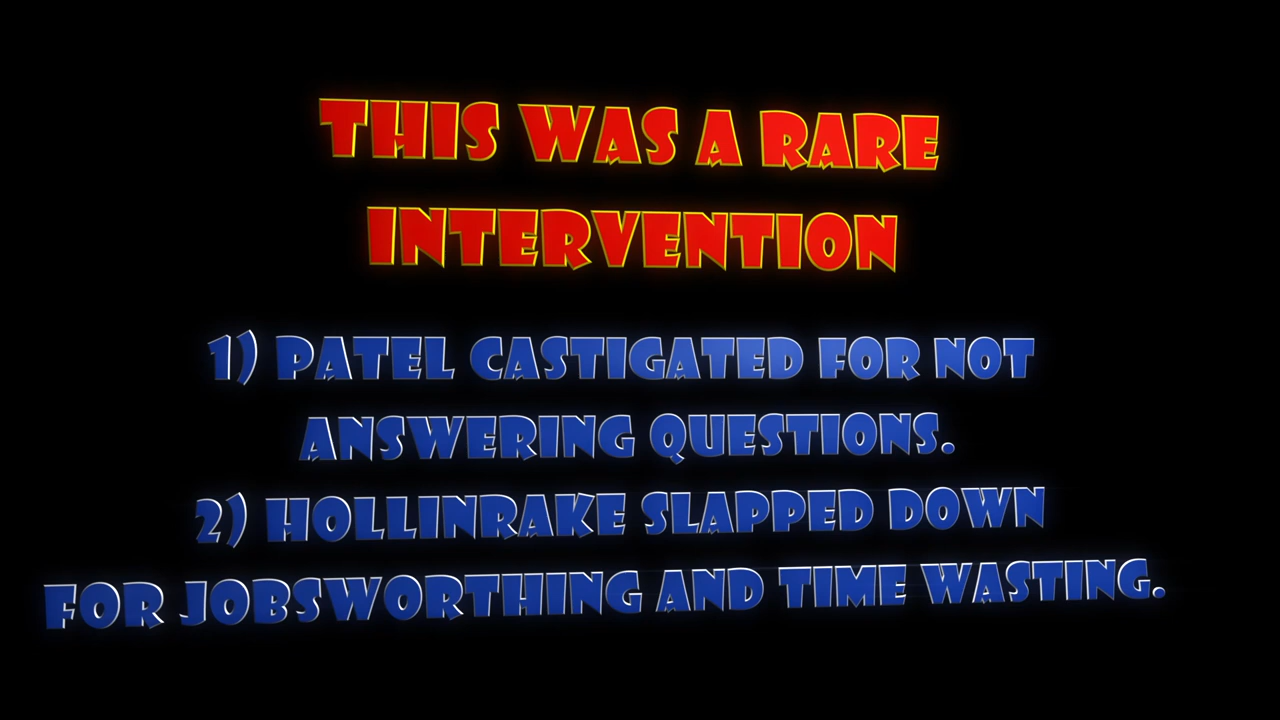 THIS WAS A RARE
INTERVENTION
1) PATEL CASTIGATED FOR NOT
ANSWERING QUESTIONS.
2) HOLLINRAKE SLAPPED DOWN
FOR JOBSWORTHING AND TIME WASTING.